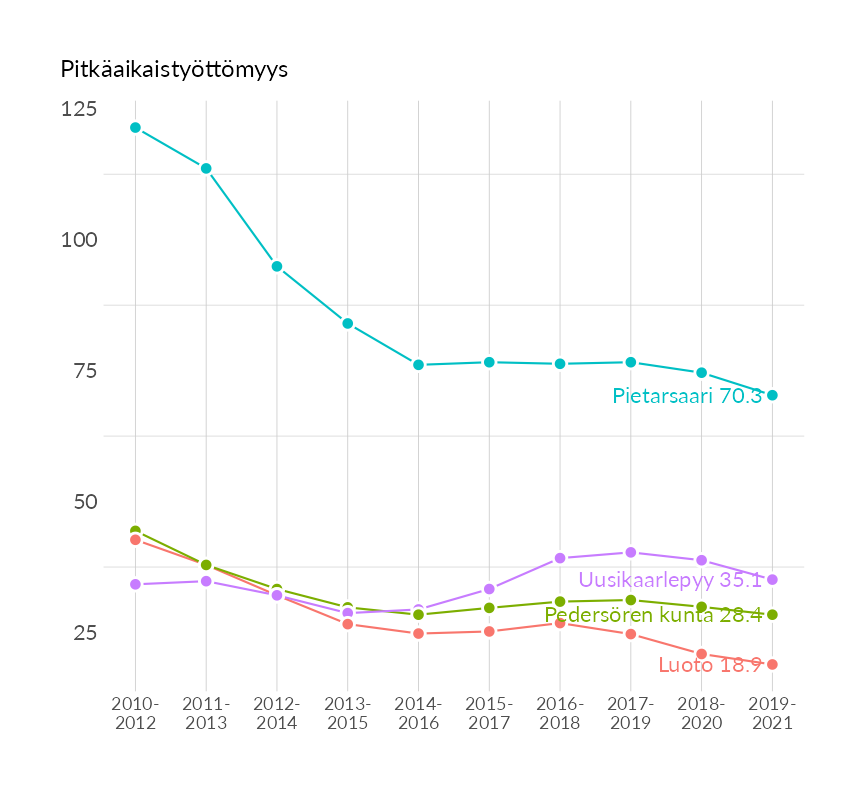 Pitkäaikaistyöttömyys
125
100
75
Pietarsaari 70.3
50
Uusikaarlepyy 35.1
Pedersören kunta 28.4
25
Luoto 18.9
2010- 2011- 2012- 2013- 2014- 2015- 2016- 2017- 2018- 2019-
2012 2013 2014 2015 2016 2017 2018 2019 2020 2021